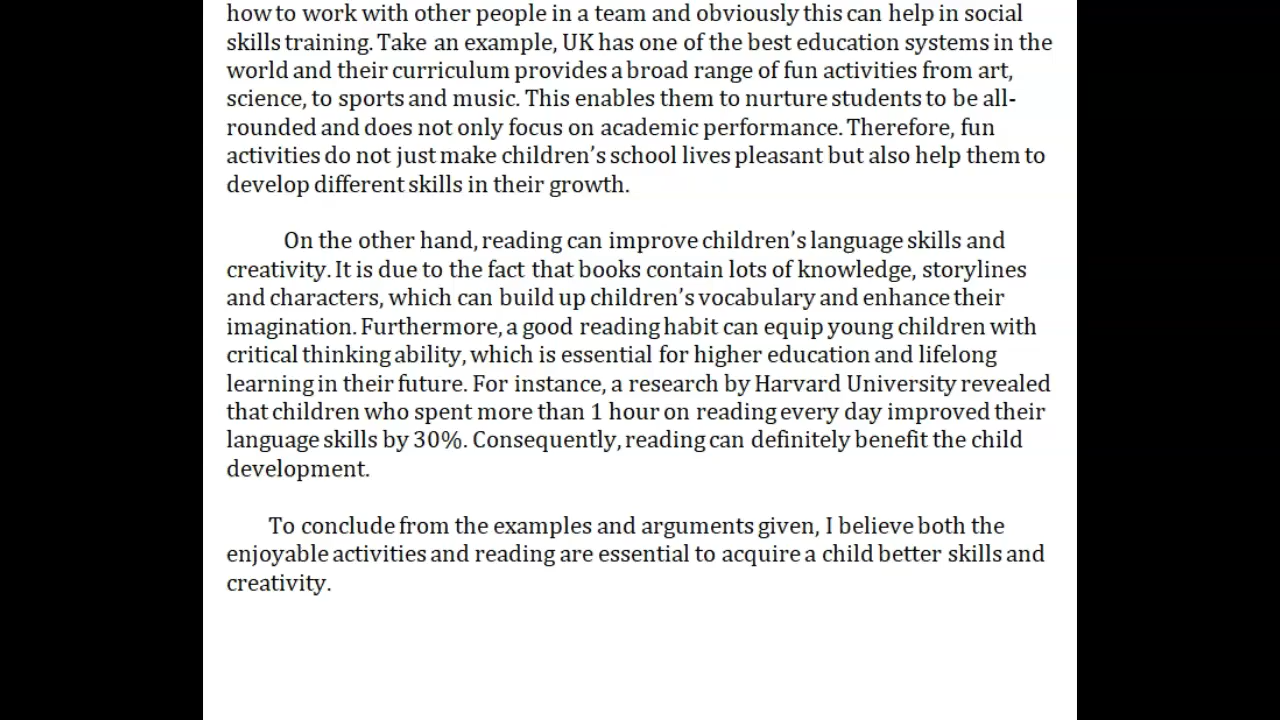 how to work with other people in a team and obviously this can help in social
skills training. Take an example, UK has one of the best education systems in the
world and their curriculum provides a broad range of fun activities from art,
science, to sports and music. This enables them to nurture students to be all-
rounded and does not only focus on academic performance. Therefore, fun
activities do not just make children’s school lives pleasant but also help them to
develop different skills in their growth.
On the other hand, reading can improve children’s language skills and
creativity. It is due to the fact that books contain lots of knowledge, storylines
and characters, which can build up children’s vocabulary and enhance their
imagination. Furthermore, a good reading habit can equip young children with
critical thinking ability, which is essential for higher education and lifelong
learning in their future. For instance, a research by Harvard University revealed
that children who spent more than 1 hour on reading every day improved their
language skills by 30%. Consequently, reading can definitely benefit the child
development.
To conclude from the examples and arguments given, I believe both the
enjoyable activities and reading are essential to acquire a child better skills and
creativity.